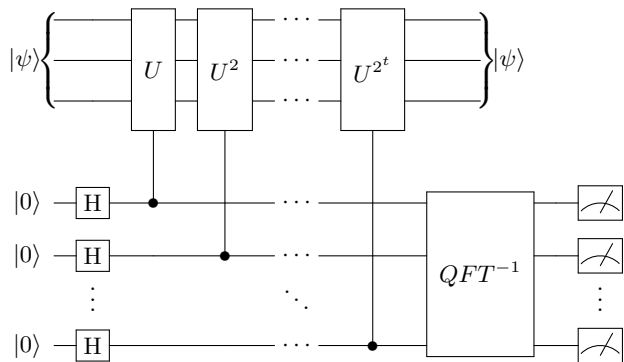 |ψ⟩ U U² ⋯ U^{2^t} |ψ⟩
⋯
⋯
|0⟩ H ⋯
|0⟩ H ⋯ QFT⁻¹
⋮ ⋱ ⋮
|0⟩ H ⋯